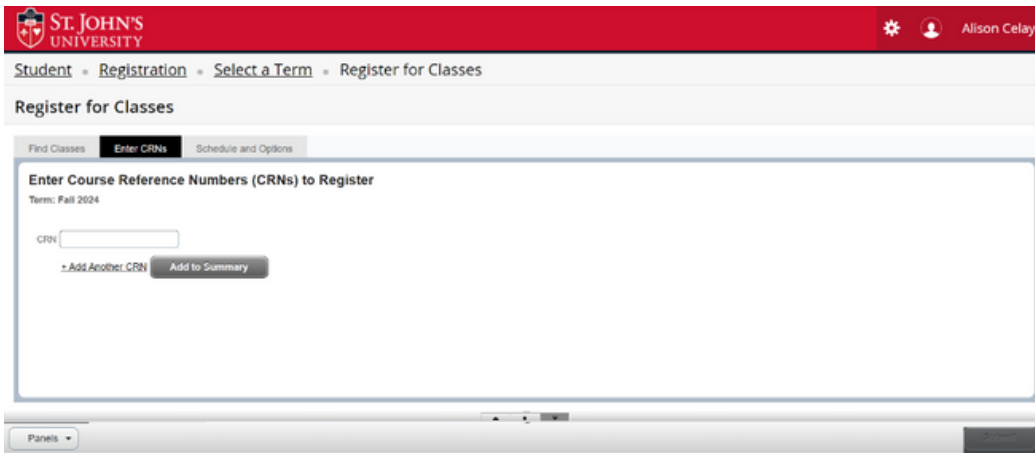 ST. JOHN'S
UNIVERSITY
Alison Celay
Student Registration Select a Term Register for Classes
Register for Classes
Find Classes Enter CRNs Schedule and Options
Enter Course Reference Numbers (CRNs) to Register
Term: Fall 2024
CRN
+ Add Another CRN Add to Summary
Panels Submit